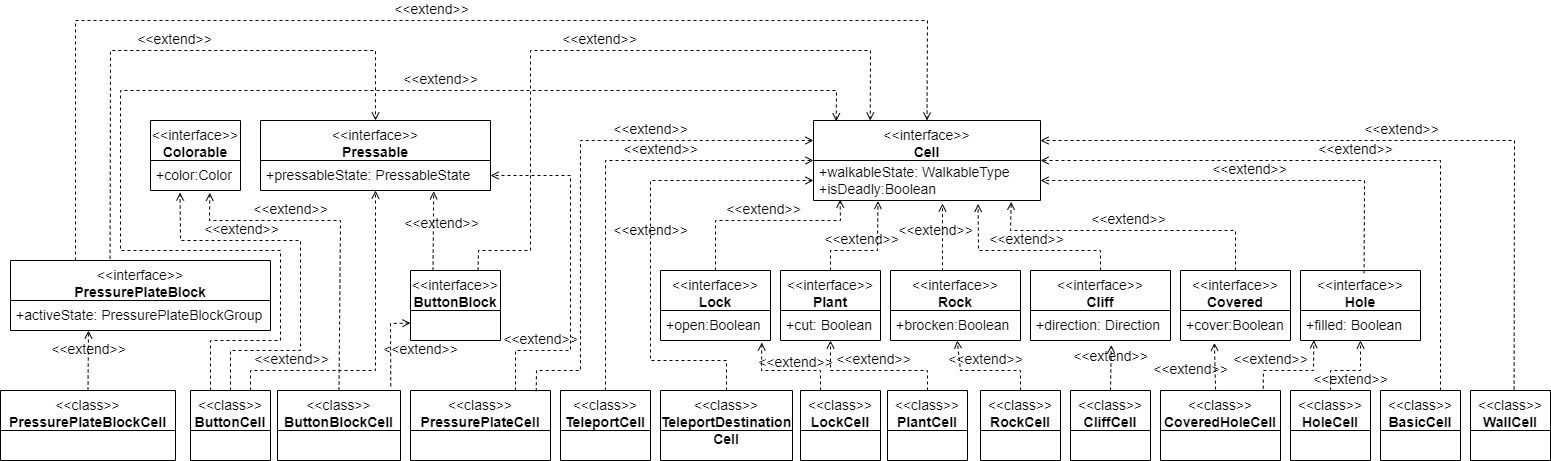 <<extend>>
<<extend>>
<<extend>>
<<extend>>
<<extend>>
<<interface>>
Colorable
+color:Color
<<interface>>
Pressable
+pressableState: PressableState
<<extend>>
<<extend>>
<<interface>>
Cell
+walkableState: WalkableType
+isDeadly:Boolean
<<extend>>
<<extend>>
<<extend>>
<<extend>>
<<extend>>
<<extend>>
<<extend>>
<<extend>>
<<extend>>
<<extend>>
<<extend>>
<<extend>>
<<extend>>
<<interface>>
PressurePlateBlock
+activeState: PressurePlateBlockGroup
<<interface>>
ButtonBlock
<<interface>>
Lock
+open:Boolean
<<interface>>
Plant
+cut: Boolean
<<interface>>
Rock
+brocken:Boolean
<<interface>>
Cliff
+direction: Direction
<<interface>>
Covered
+cover:Boolean
<<interface>>
Hole
+filled: Boolean
<<extend>>
<<extend>>
<<extend>>
<<extend>>
<<extend>>
<<extend>>
<<extend>>
<<extend>>
<<extend>>
<<extend>>
<<extend>>
<<class>>
PressurePlateBlockCell
<<class>>
ButtonCell
<<class>>
ButtonBlockCell
<<class>>
PressurePlateCell
<<class>>
TeleportCell
<<class>>
TeleportDestination
Cell
<<class>>
LockCell
<<class>>
PlantCell
<<class>>
RockCell
<<class>>
CliffCell
<<class>>
CoveredHoleCell
<<class>>
HoleCell
<<class>>
BasicCell
<<class>>
WallCell